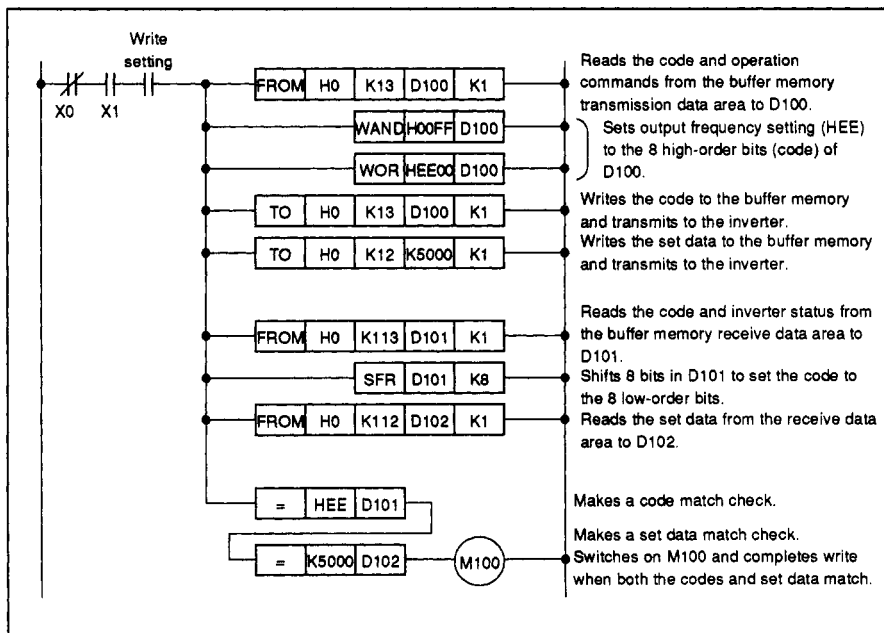 Write
setting
X0 X1
FROM H0 K13 D100 K1
Reads the code and operation
commands from the buffer memory
transmission data area to D100.
WAND H00FF D100
WOR HEE00 D100
Sets output frequency setting (HEE)
to the 8 high-order bits (code) of
D100.
TO H0 K13 D100 K1
Writes the code to the buffer memory
and transmits to the inverter.
TO H0 K12 K5000 K1
Writes the set data to the buffer memory
and transmits to the inverter.
FROM H0 K113 D101 K1
Reads the code and inverter status from
the buffer memory receive data area to
D101.
SFR D101 K8
Shifts 8 bits in D101 to set the code to
the 8 low-order bits.
FROM H0 K112 D102 K1
Reads the set data from the receive data
area to D102.
= HEE D101
Makes a code match check.
= K5000 D102 M100
Makes a set data match check.
Switches on M100 and completes write
when both the codes and set data match.